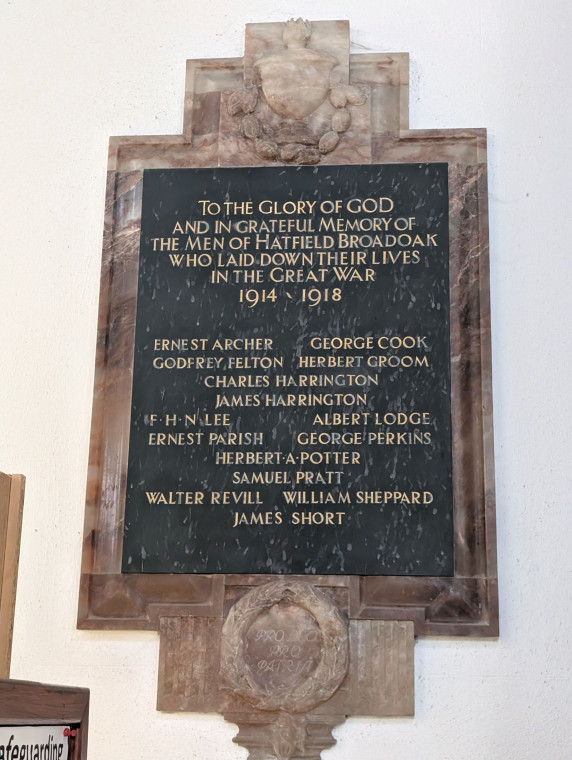 TO THE GLORY OF GOD
AND IN GRATEFUL MEMORY OF
THE MEN OF HATFIELD BROADOAK
WHO LAID DOWN THEIR LIVES
IN THE GREAT WAR
1914 - 1918
ERNEST ARCHER GEORGE COOK
GODFREY FELTON HERBERT GROOM
CHARLES HARRINGTON
JAMES HARRINGTON
F·H·N LEE ALBERT LODGE
ERNEST PARISH GEORGE PERKINS
HERBERT·A·POTTER
SAMUEL PRATT
WALTER REVILL WILLIAM SHEPPARD
JAMES SHORT
PRO DEO
PRO
PATRIA
afeguarding